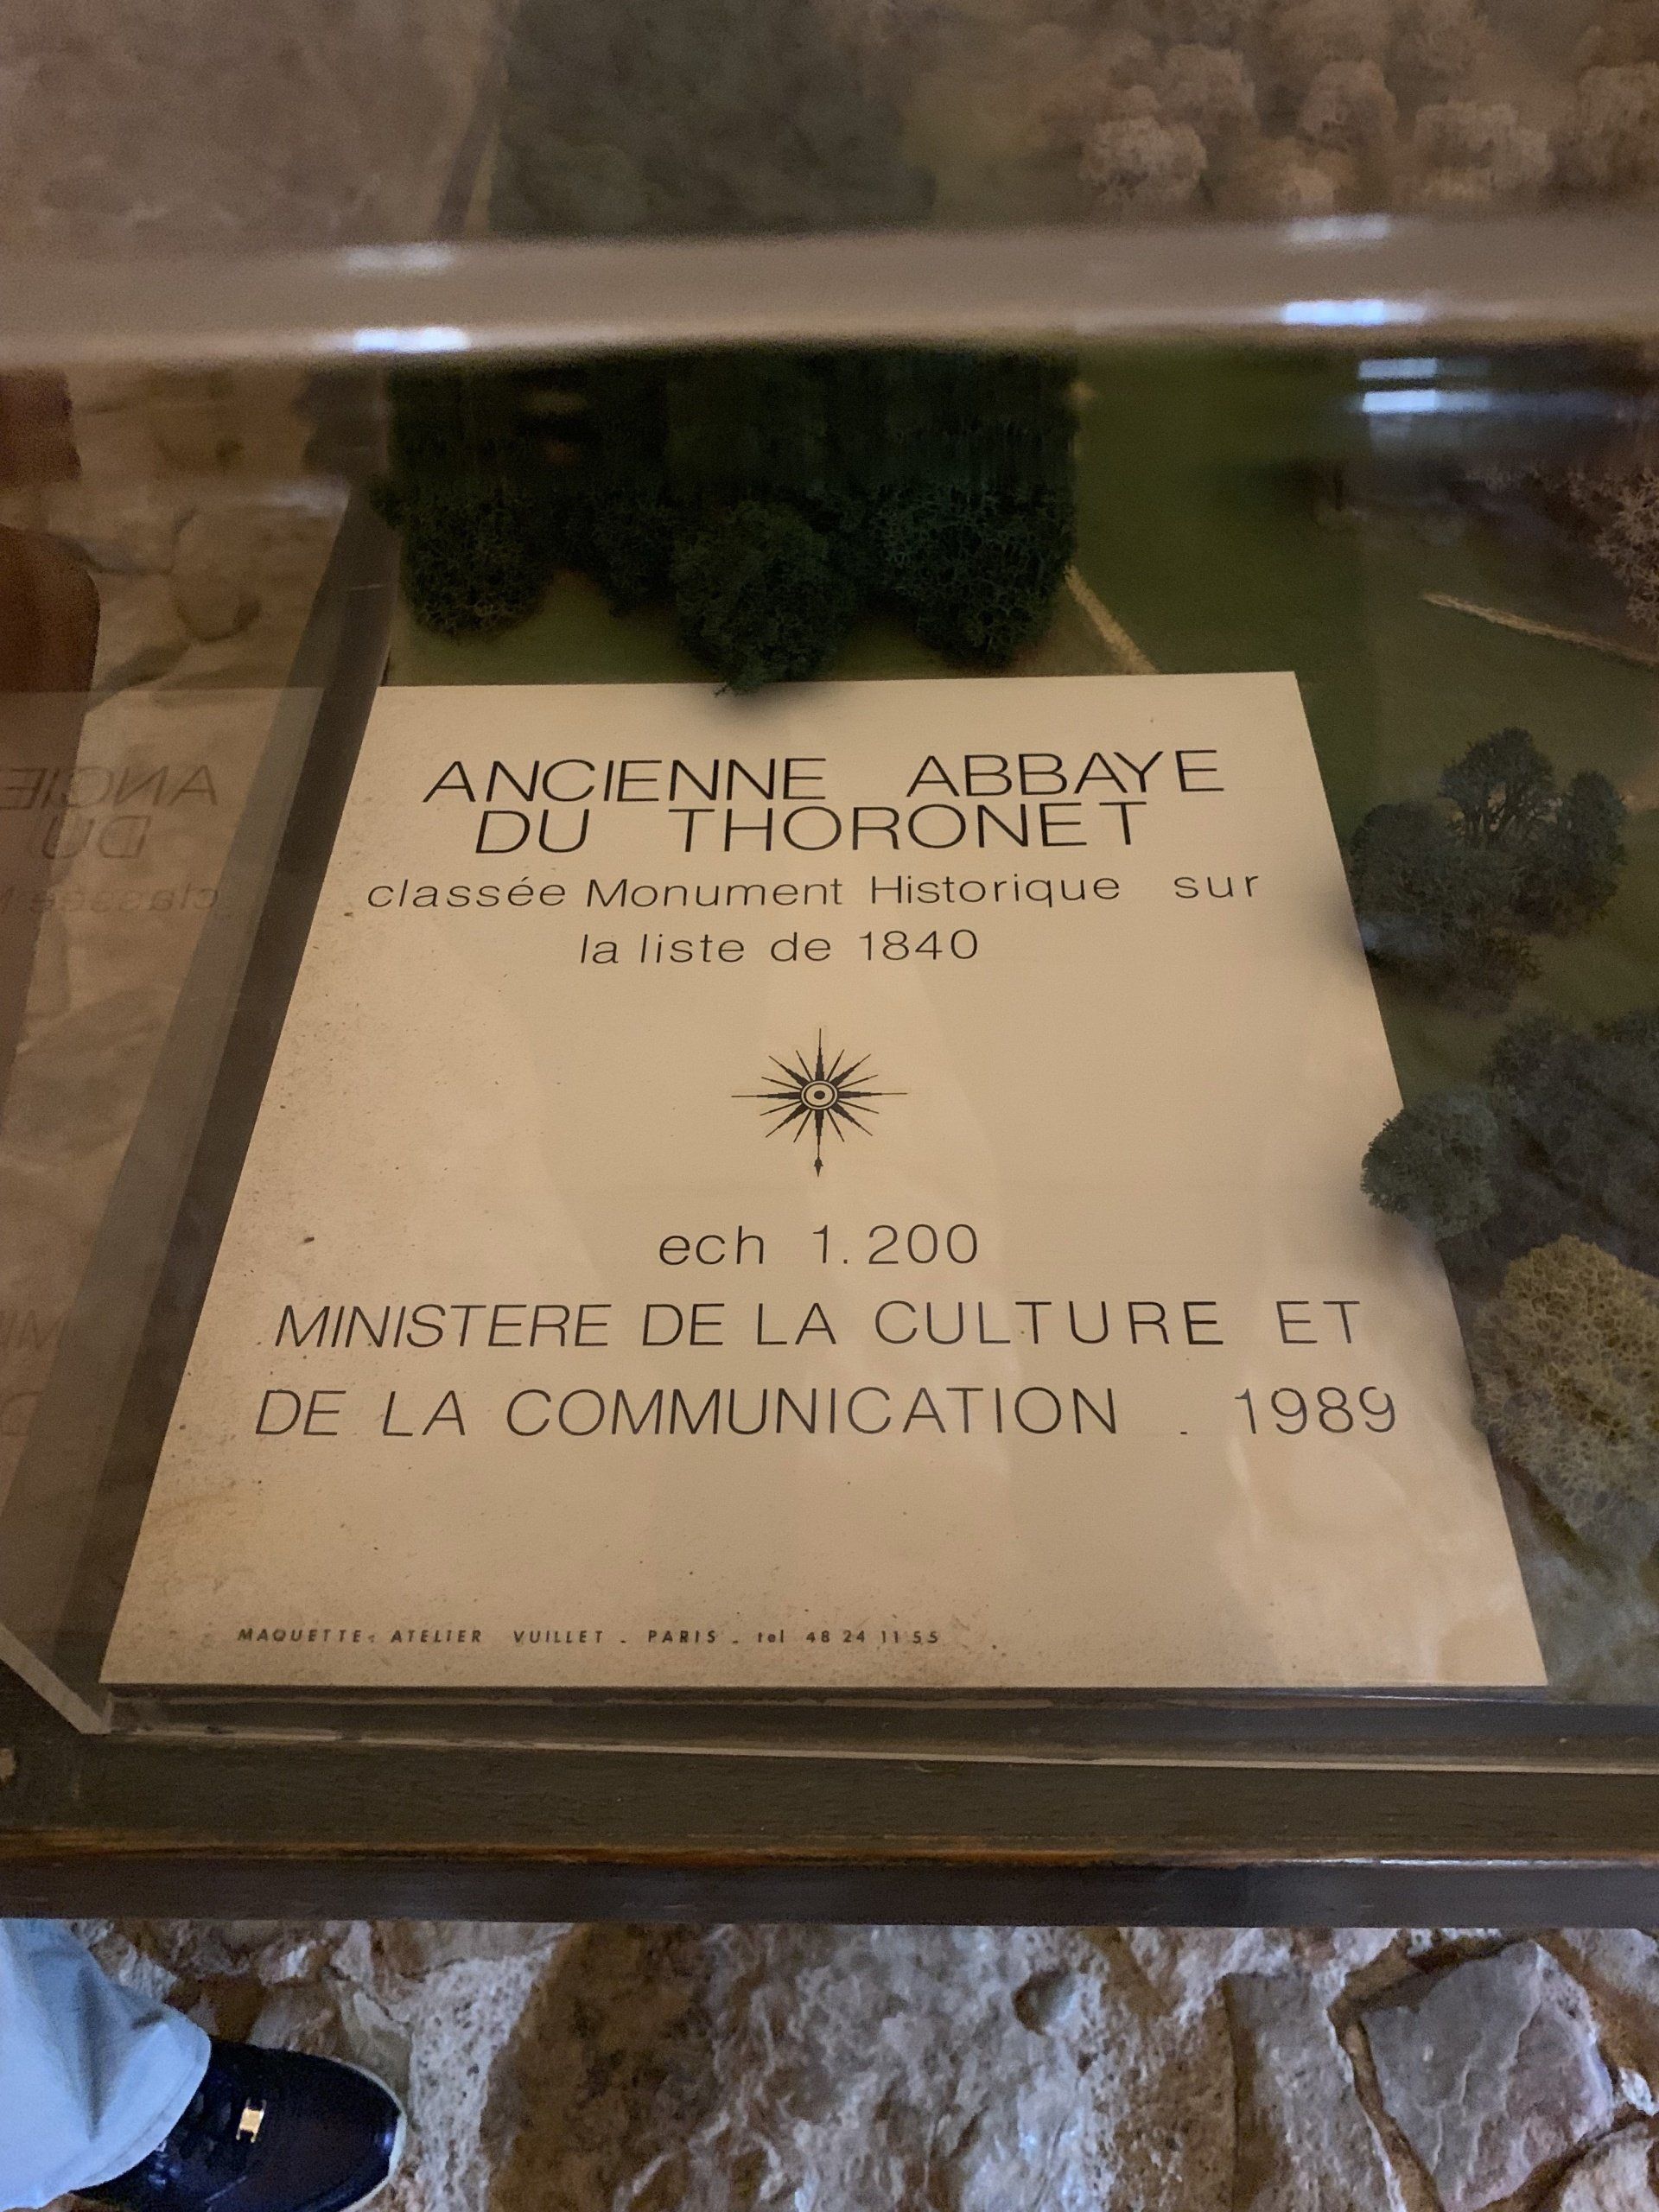 ANCIENNE ABBAYE
DU THORONET
classée Monument Historique sur
la liste de 1840
ech 1.200
MINISTERE DE LA CULTURE ET
DE LA COMMUNICATION . 1989
MAQUETTE: ATELIER VUILLET - PARIS - tel 48 24 11 55